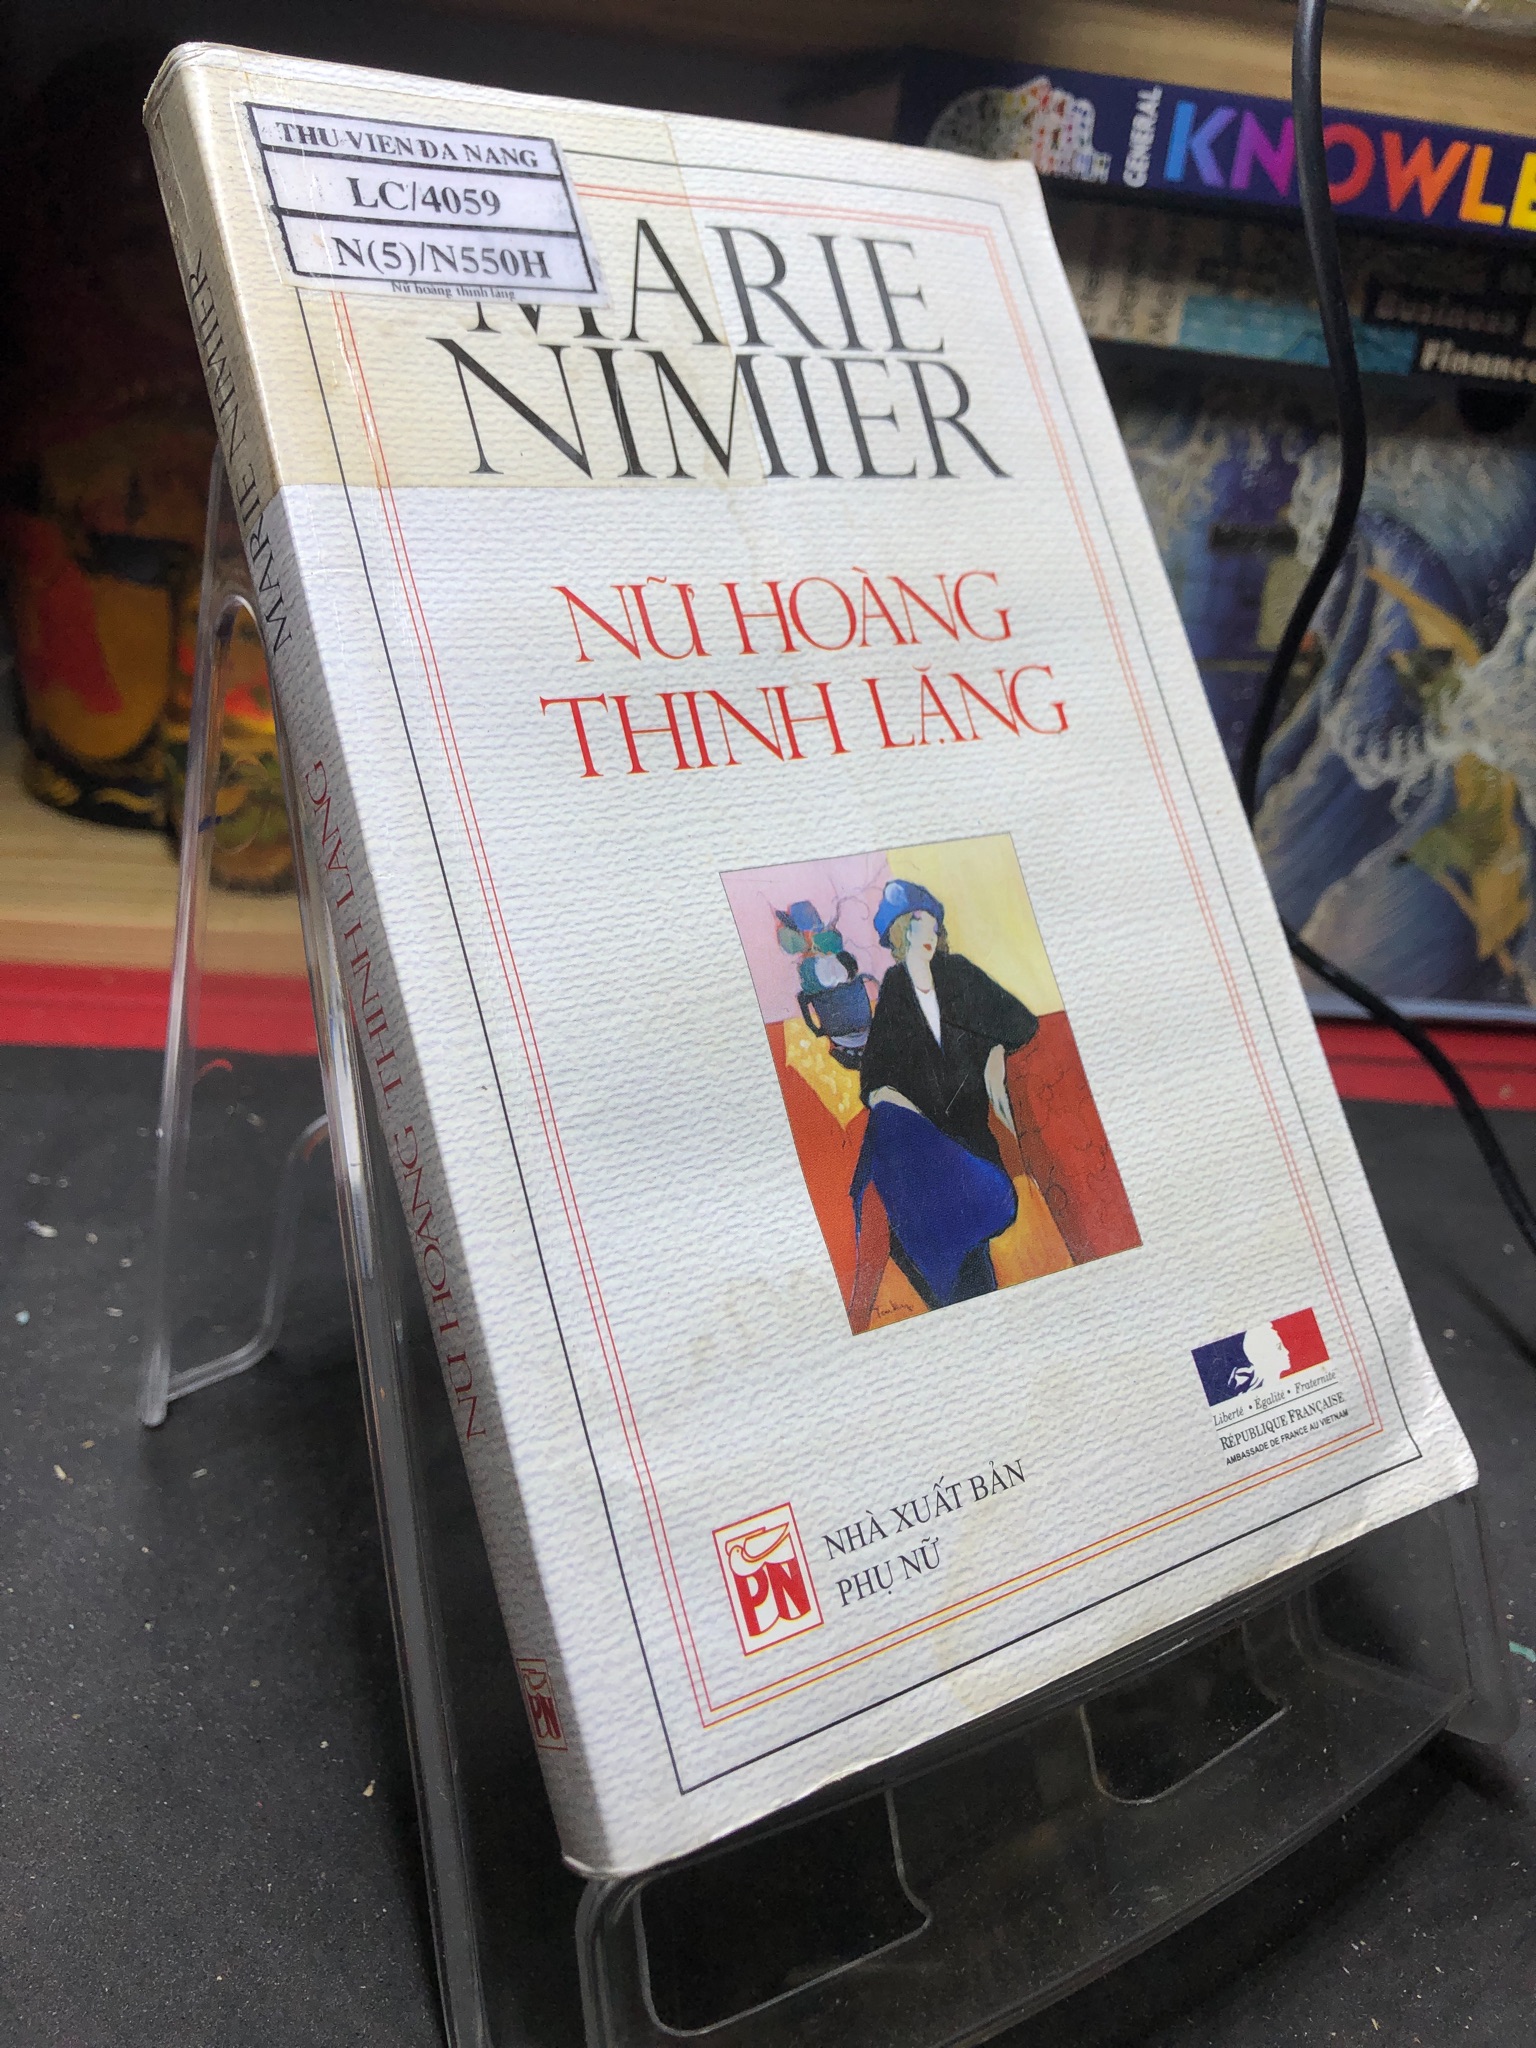 THU VIEN DA NANG
LC/4059
N(5)/N550H
Nữ hoàng thinh lặng
MARIE
NIMIER
NỮ HOÀNG
THINH LẶNG
Liberté • Égalité • Fraternité
RÉPUBLIQUE FRANÇAISE
AMBASSADE DE FRANCE AU VIETNAM
PN
NHÀ XUẤT BẢN
PHỤ NỮ
MARIE NIMIER
NỮ HOÀNG THINH LẶNG
PN
GENERAL
KNOWLE
Business
Finance